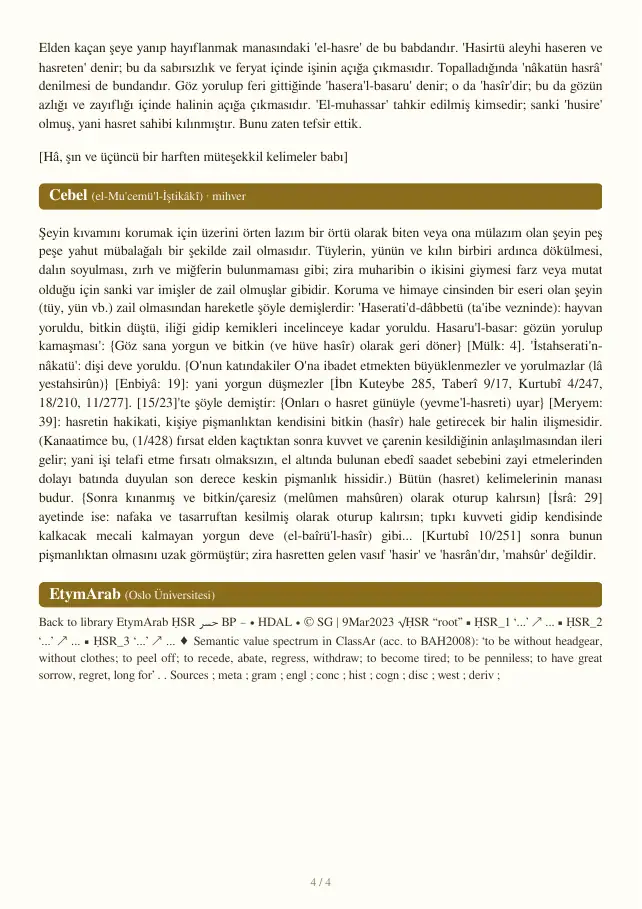 Elden kaçan şeye yanıp hayıflanmak manasındaki 'el-hasre' de bu babdandır. 'Hasirtü aleyhi haseren ve
hasreten' denir; bu da sabırsızlık ve feryat içinde işinin açığa çıkmasıdır. Topalladığında 'nâkatün hasrâ'
denilmesi de bundandır. Göz yorulup feri gittiğinde 'hasera'l-basaru' denir; o da 'hasîr'dir; bu da gözün
azlığı ve zayıflığı içinde halinin açığa çıkmasıdır. 'El-muhassar' tahkir edilmiş kimsedir; sanki 'husire'
olmuş, yani hasret sahibi kılınmıştır. Bunu zaten tefsir ettik.
[Hâ, şın ve üçüncü bir harften müteşekkil kelimeler babı]
Cebel (el-Mu'cemü'l-İştikâkî) · mihver
Şeyin kıvamını korumak için üzerini örten lazım bir örtü olarak biten veya ona mülazım olan şeyin peş
peşe yahut mübalağalı bir şekilde zail olmasıdır. Tüylerin, yünün ve kılın birbiri ardınca dökülmesi,
dalın soyulması, zırh ve miğferin bulunmaması gibi; zira muharibin o ikisini giymesi farz veya mutat
olduğu için sanki var imişler de zail olmuşlar gibidir. Koruma ve himaye cinsinden bir eseri olan şeyin
(tüy, yün vb.) zail olmasından hareketle şöyle demişlerdir: 'Haserati'd-dâbbetü (ta'ibe vezninde): hayvan
yoruldu, bitkin düştü, iliği gidip kemikleri incelinceye kadar yoruldu. Hasaru'l-basar: gözün yorulup
kamaşması': {Göz sana yorgun ve bitkin (ve hüve hasîr) olarak geri döner} [Mülk: 4]. 'İstahserati'n-
nâkatü': dişi deve yoruldu. {O'nun katındakiler O'na ibadet etmekten büyüklenmezler ve yorulmazlar (lâ
yestahsirûn)} [Enbiyâ: 19]: yani yorgun düşmezler [İbn Kuteybe 285, Taberî 9/17, Kurtubî 4/247,
18/210, 11/277]. [15/23]'te şöyle demiştir: {Onları o hasret günüyle (yevme'l-hasreti) uyar} [Meryem:
39]: hasretin hakikati, kişiye pişmanlıktan kendisini bitkin (hasîr) hale getirecek bir halin ilişmesidir.
(Kanaatimce bu, (1/428) fırsat elden kaçtıktan sonra kuvvet ve çarenin kesildiğinin anlaşılmasından ileri
gelir; yani işi telafi etme fırsatı olmaksızın, el altında bulunan ebedî saadet sebebini zayi etmelerinden
dolayı batında duyulan son derece keskin pişmanlık hissidir.) Bütün (hasret) kelimelerinin manası
budur. {Sonra kınanmış ve bitkin/çaresiz (melûmen mahsûren) olarak oturup kalırsın} [İsrâ: 29]
ayetinde ise: nafaka ve tasarruftan kesilmiş olarak oturup kalırsın; tıpkı kuvveti gidip kendisinde
kalkacak mecali kalmayan yorgun deve (el-baîrü'l-hasîr) gibi... [Kurtubî 10/251] sonra bunun
pişmanlıktan olmasını uzak görmüştür; zira hasretten gelen vasıf 'hasir' ve 'hasrân'dır, 'mahsûr' değildir.
EtymArab (Oslo Üniversitesi)
Back to library EtymArab ḤSR حسر BP – • HDAL • © SG | 9Mar2023 √ḤSR “root” ▪ ḤSR_1 ‘...’ ↗ ... ▪ ḤSR_2
‘...’ ↗ ... ▪ ḤSR_3 ‘...’ ↗ ... ♦ Semantic value spectrum in ClassAr (acc. to BAH2008): ‘to be without headgear,
without clothes; to peel off; to recede, abate, regress, withdraw; to become tired; to be penniless; to have great
sorrow, regret, long for’ . . Sources ; meta ; gram ; engl ; conc ; hist ; cogn ; disc ; west ; deriv ;
4 / 4